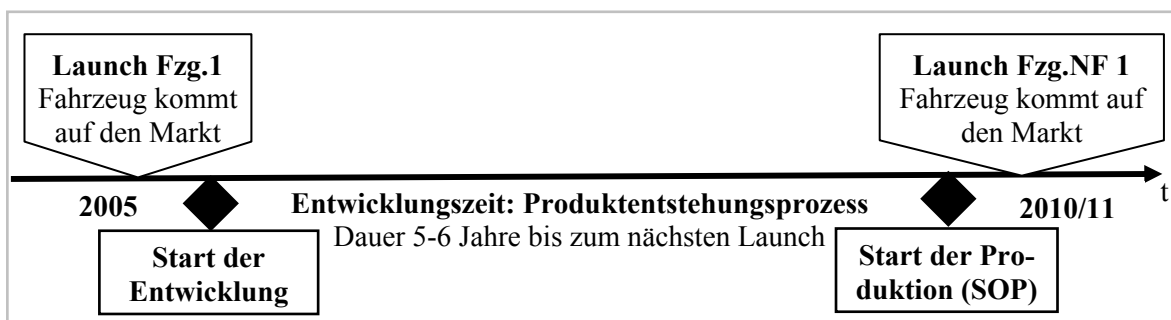 Launch Fzg.1
Fahrzeug kommt
auf den Markt
Launch Fzg.NF 1
Fahrzeug kommt auf
den Markt
2005
Entwicklungszeit: Produktentstehungsprozess
Dauer 5-6 Jahre bis zum nächsten Launch
2010/11
t
Start der
Entwicklung
Start der Pro-
duktion (SOP)